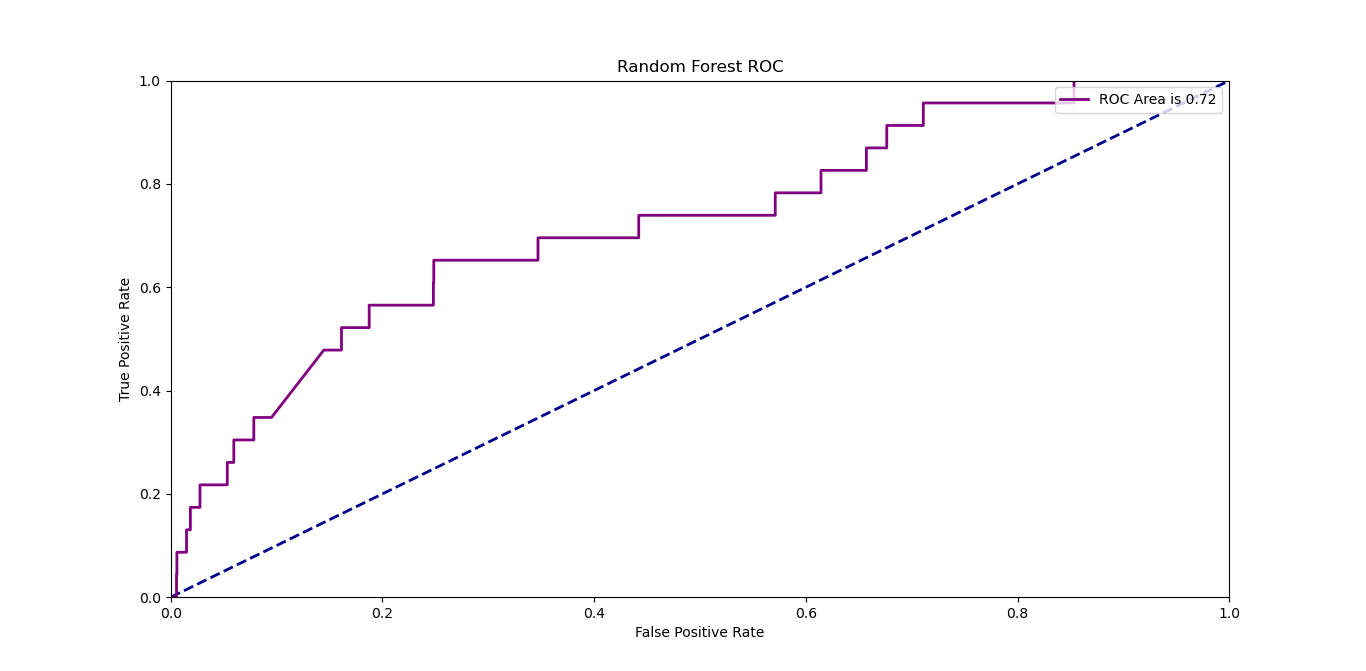 Random Forest ROC
ROC Area is 0.72
True Positive Rate
1.0
0.8
0.6
0.4
0.2
0.0
0.0 0.2 0.4 0.6 0.8 1.0
False Positive Rate